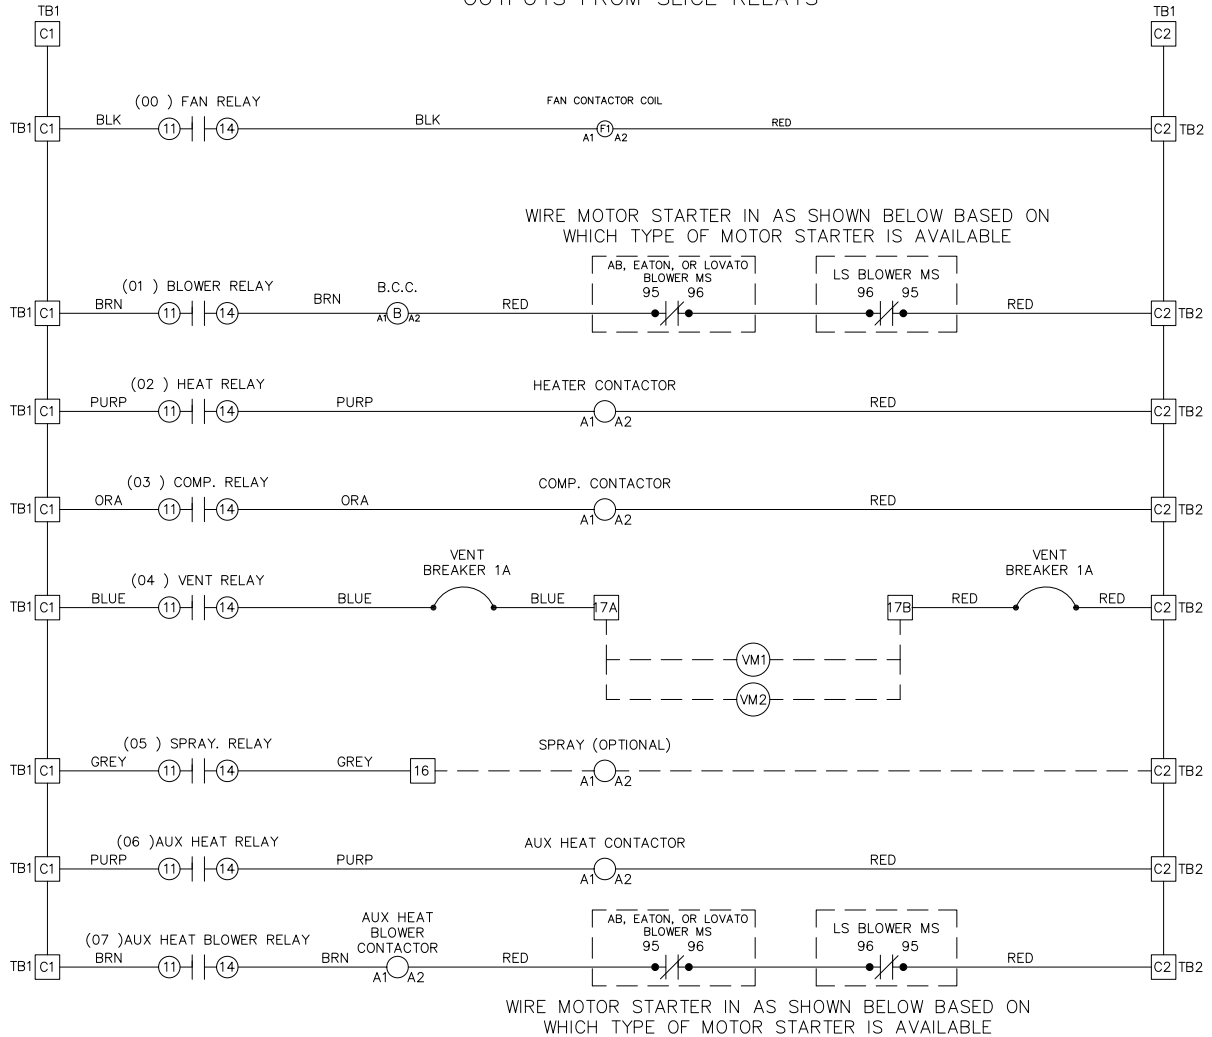 OUTPUTS FROM SLICE RELAYS
TB1 TB1
C1 C2
(00 ) FAN RELAY FAN CONTACTOR COIL
TB1 C1 BLK 11 14 BLK A1 F1 A2 RED C2 TB2
WIRE MOTOR STARTER IN AS SHOWN BELOW BASED ON
WHICH TYPE OF MOTOR STARTER IS AVAILABLE
AB, EATON, OR LOVATO
BLOWER MS
95 96
LS BLOWER MS
96 95
(01 ) BLOWER RELAY B.C.C.
TB1 C1 BRN 11 14 BRN A1 B A2 RED RED C2 TB2
(02 ) HEAT RELAY HEATER CONTACTOR
TB1 C1 PURP 11 14 PURP A1 A2 RED C2 TB2
(03 ) COMP. RELAY COMP. CONTACTOR
TB1 C1 ORA 11 14 ORA A1 A2 RED C2 TB2
VENT
BREAKER 1A
VENT
BREAKER 1A
(04 ) VENT RELAY
TB1 C1 BLUE 11 14 BLUE BLUE 17A 17B RED RED C2 TB2
VM1
VM2
(05 ) SPRAY. RELAY SPRAY (OPTIONAL)
TB1 C1 GREY 11 14 GREY 16 A1 A2 C2 TB2
(06 )AUX HEAT RELAY AUX HEAT CONTACTOR
TB1 C1 PURP 11 14 PURP A1 A2 RED C2 TB2
AUX HEAT
BLOWER
CONTACTOR
AB, EATON, OR LOVATO
BLOWER MS
95 96
LS BLOWER MS
96 95
(07 )AUX HEAT BLOWER RELAY
TB1 C1 BRN 11 14 BRN A1 A2 RED RED C2 TB2
WIRE MOTOR STARTER IN AS SHOWN BELOW BASED ON
WHICH TYPE OF MOTOR STARTER IS AVAILABLE